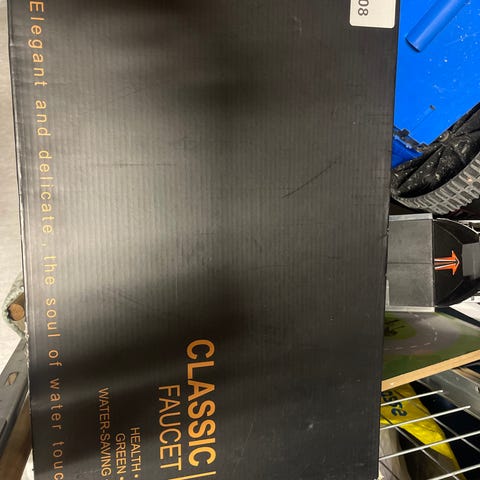 08
CLASSIC
FAUCET
HEALTH•
GREEN•
WATER-SAVING
Elegant and delicate,the soul of water touc